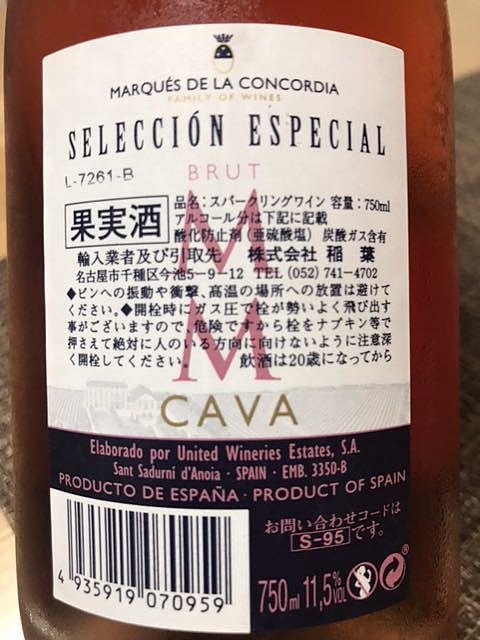 MARQUÉS DE LA CONCORDIA
FAMILY OF WINES
SELECCIÓN ESPECIAL
L-7261-B
BRUT
MM
果実酒
品名:スパークリングワイン 容量:750ml
アルコール分は下記に記載
酸化防止剤(亜硫酸塩) 炭酸ガス含有
輸入業者及び引取先 株式会社 稲葉
名古屋市千種区今池5-9-12 TEL(052)741-4702
◆ビンへの振動や衝撃、高温の場所への放置は避けて
ください。◆開栓時にガス圧で栓が勢いよく飛び出す
事がございますので、危険ですから栓をナプキン等で
押さえて絶対に人のいる方向に向けないように注意深
く開栓してください。 飲酒は20歳になってから
CAVA
Elaborado por United Wineries Estates, S.A.
Sant Sadurni d'Anoia - SPAIN - EMB. 3350-B
PRODUCTO DE ESPAÑA · PRODUCT OF SPAIN
お問い合わせコードは
S-95 です。
4 935919 070959
750ml 11,5% VOL